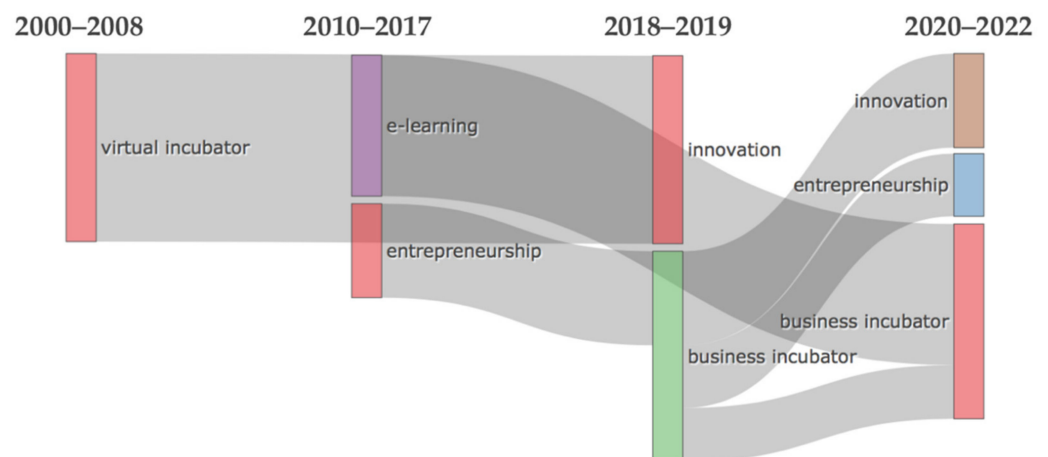 2000–2008
2010–2017
2018–2019
2020–2022
virtual incubator
e-learning
entrepreneurship
innovation
business incubator
innovation
entrepreneurship
business incubator